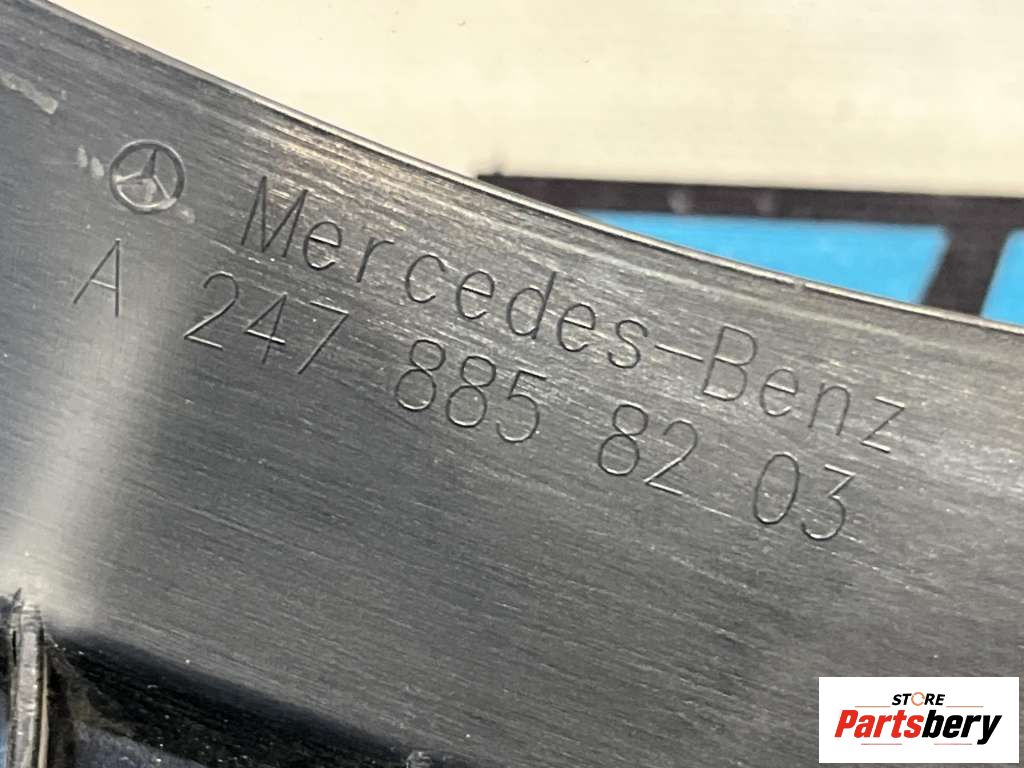 Mercedes-Benz
A 247 885 82 03
STORE
Partsbery